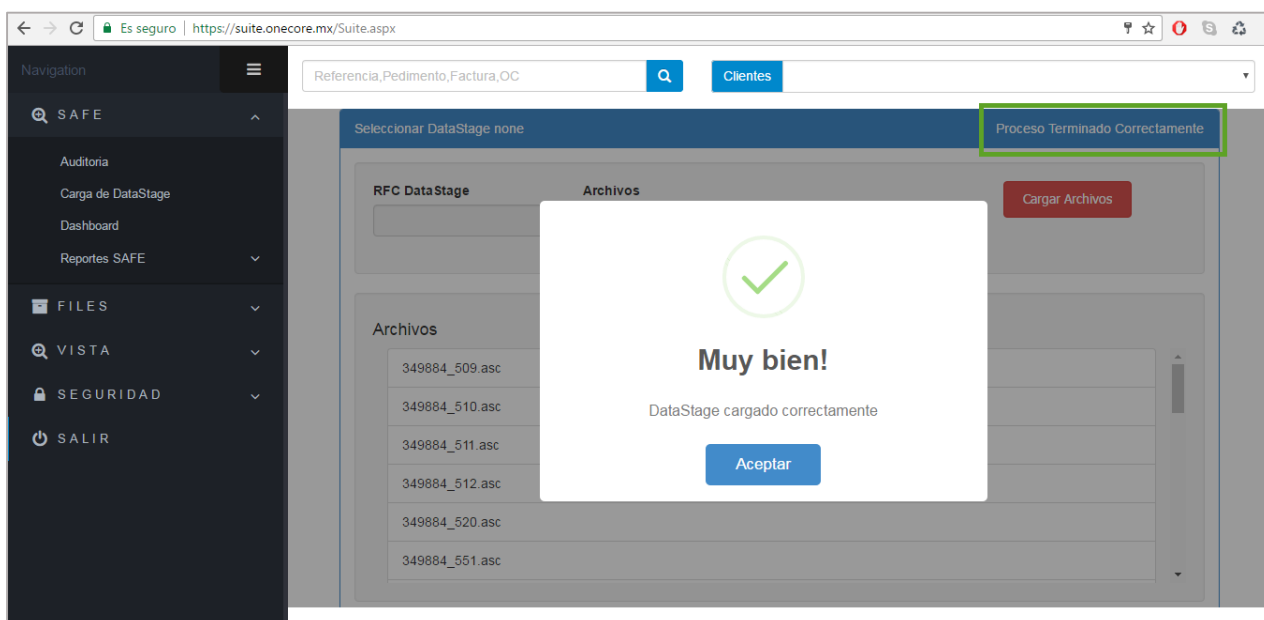 Es seguro | https://suite.onecore.mx/Suite.aspx
Navigation
Referencia,Pedimento,Factura,OC
Clientes
SAFE
Auditoria
Carga de DataStage
Dashboard
Reportes SAFE
FILES
VISTA
SEGURIDAD
SALIR
Seleccionar DataStage none
Proceso Terminado Correctamente
RFC DataStage
Archivos
Cargar Archivos
Archivos
349884_509.asc
349884_510.asc
349884_511.asc
349884_512.asc
349884_520.asc
349884_551.asc
Muy bien!
DataStage cargado correctamente
Aceptar